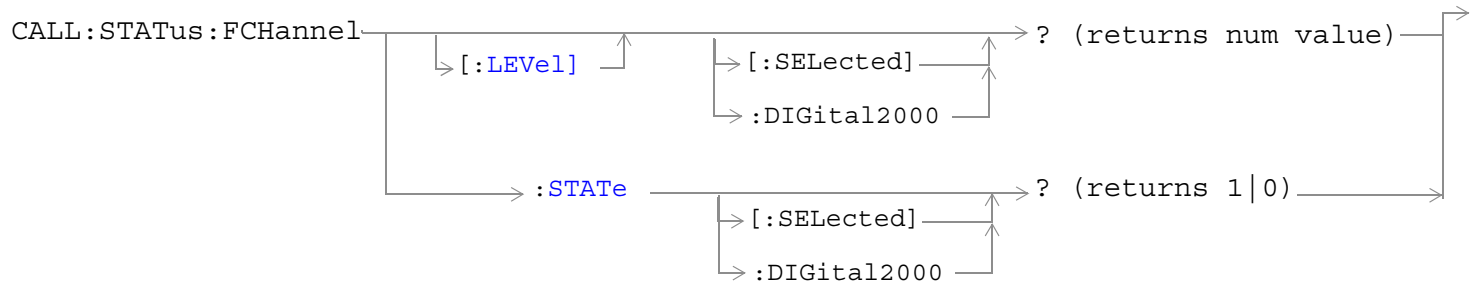 CALL:STATus:FCHannel ? (returns num value)
[:LEVel] [:SELected]
:DIGital2000
:STATe ? (returns 1|0)
[:SELected]
:DIGital2000